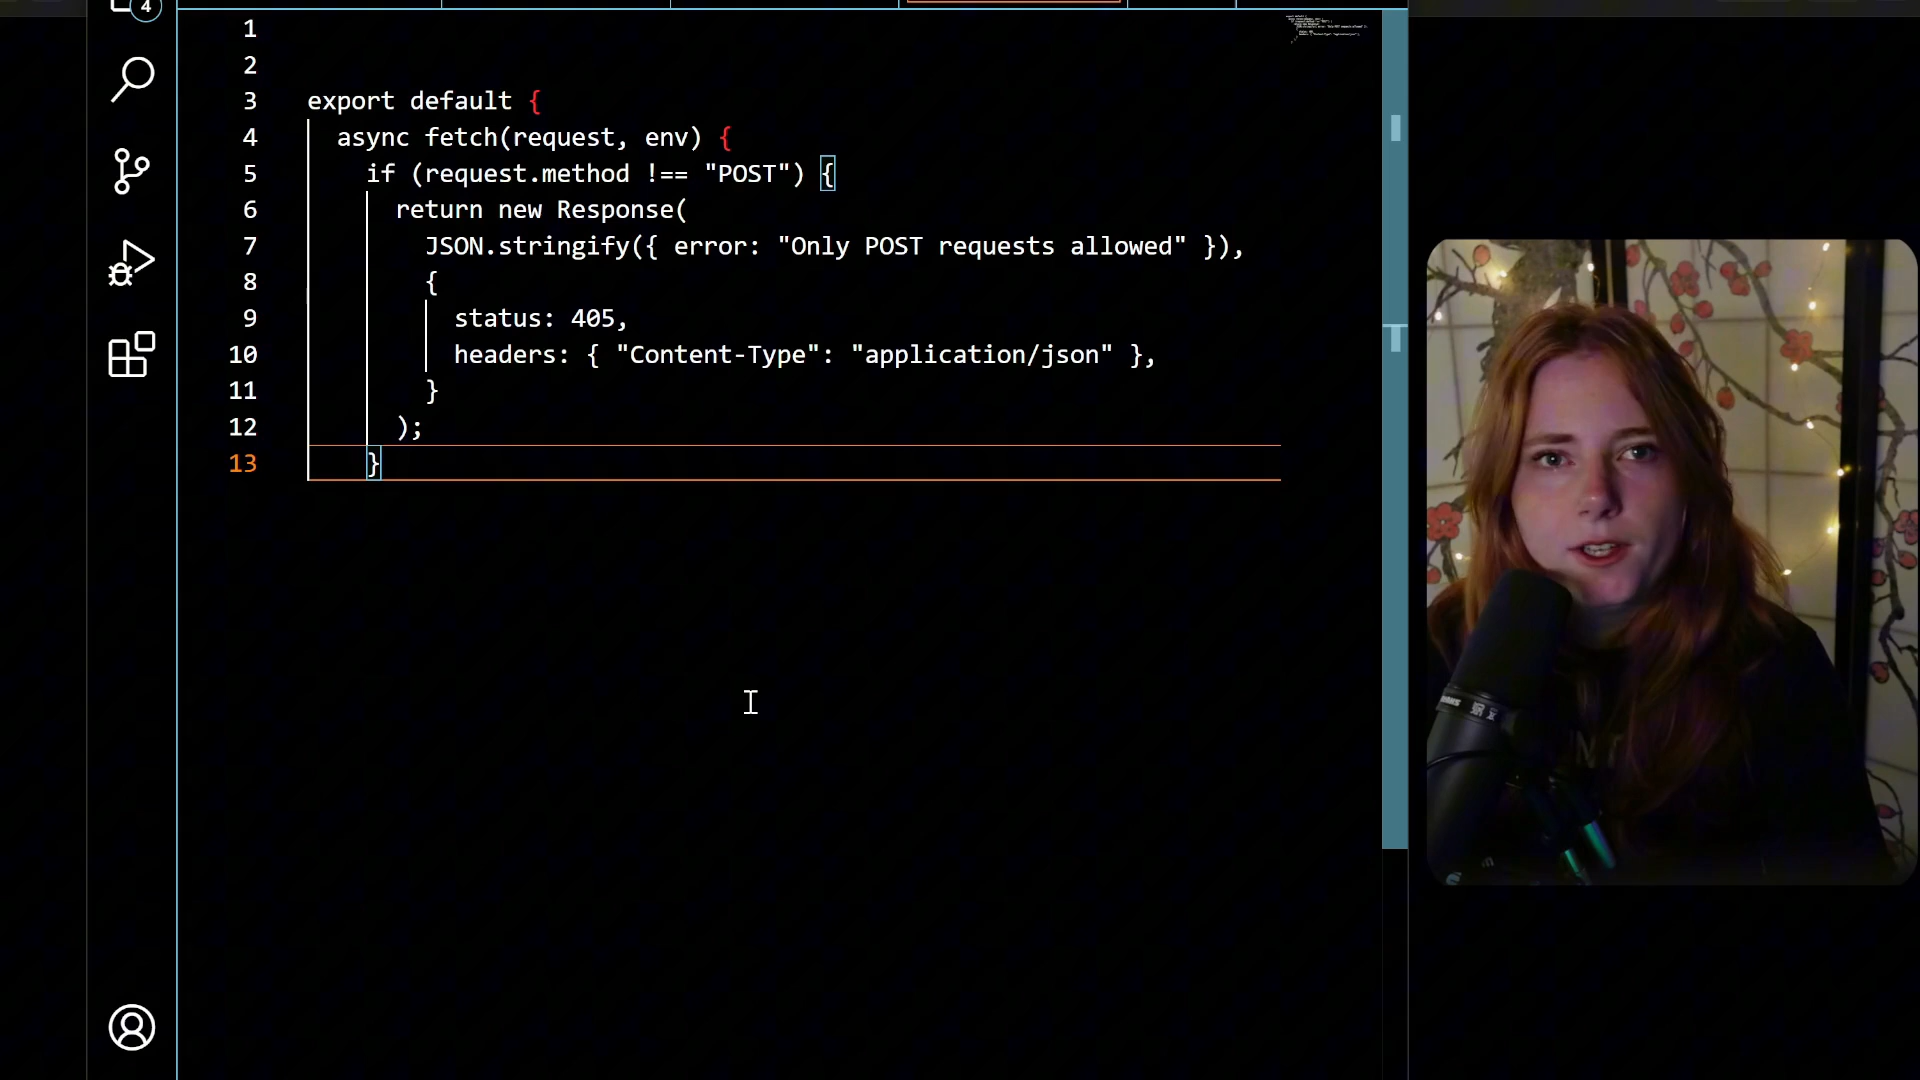 4
1
2
3 export default {
4 async fetch(request, env) {
5 if (request.method !== "POST") {
6 return new Response(
7 JSON.stringify({ error: "Only POST requests allowed" }),
8 {
9 status: 405,
10 headers: { "Content-Type": "application/json" },
11 }
12 );
13 }